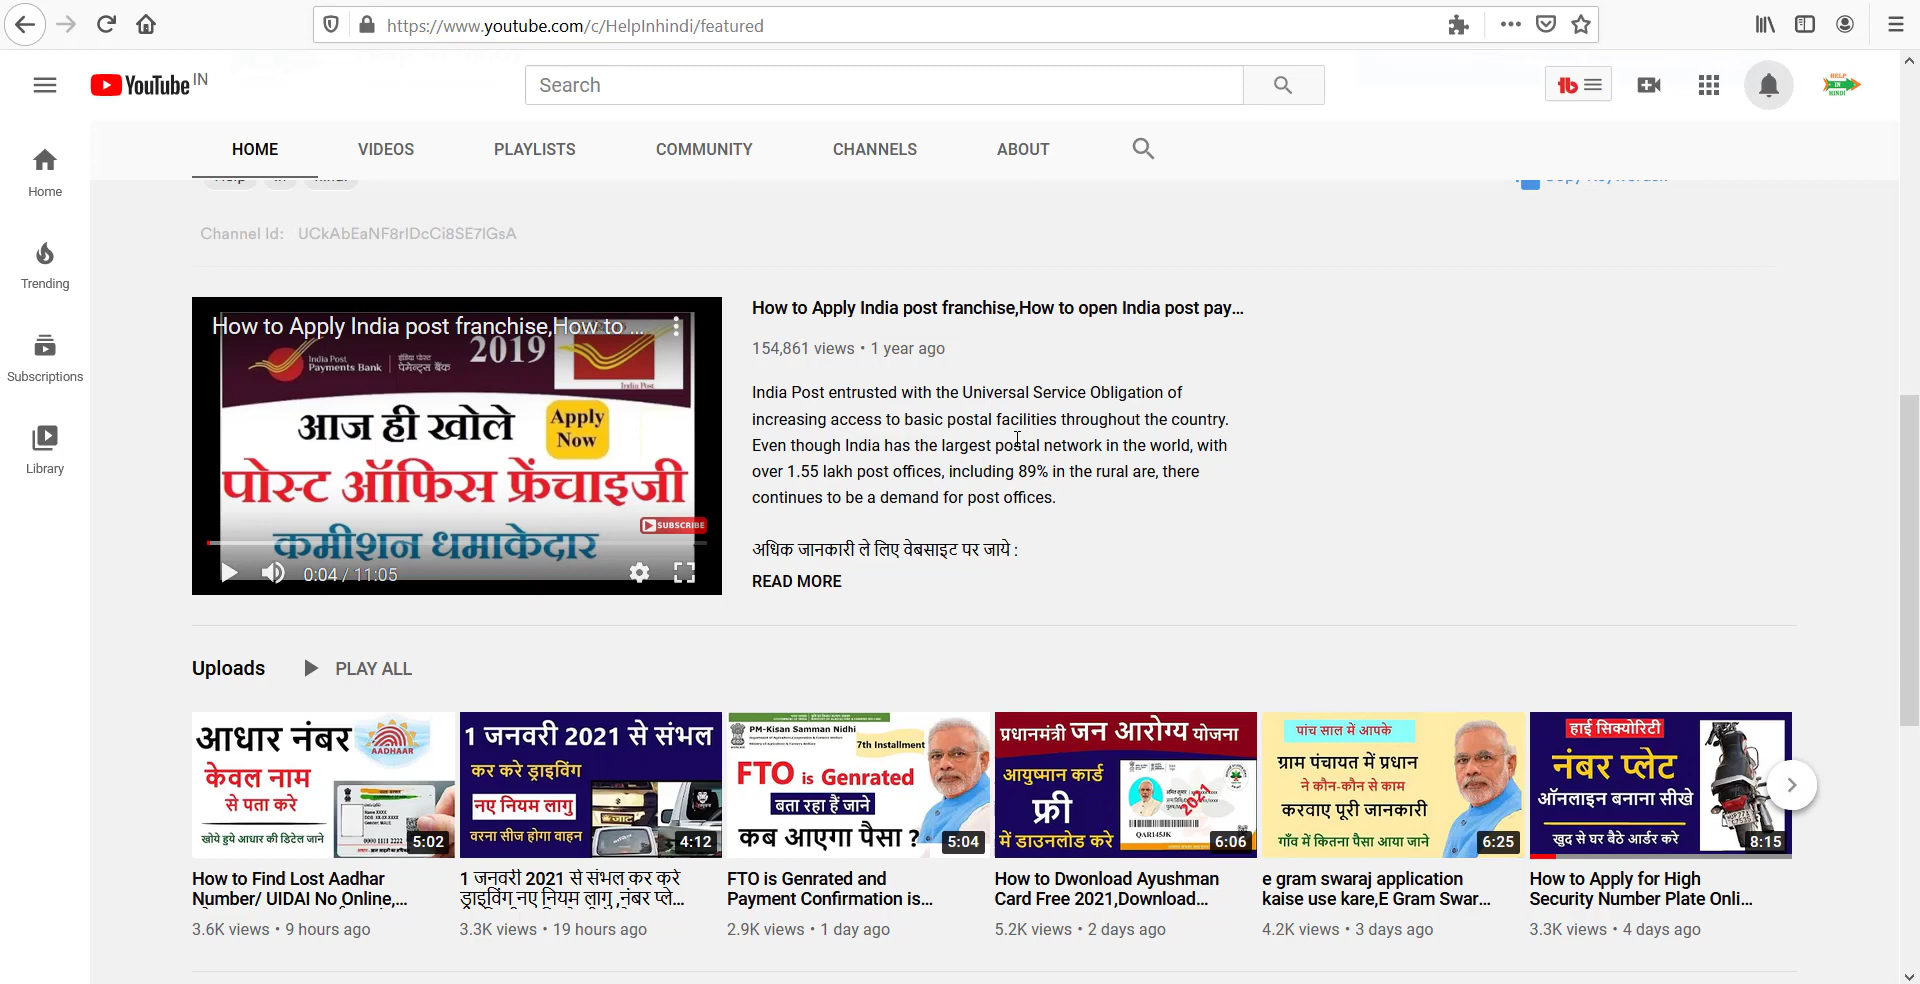 https://www.youtube.com/c/HelpInhindi/featured
YouTube IN
Search
HELP IN HINDI
HOME VIDEOS PLAYLISTS COMMUNITY CHANNELS ABOUT
Home
Trending
Subscriptions
Library
Channel Id: UCkAbEaNF8rIDcCi8SE7IGsA
How to Apply India post franchise,How to ...
India Post
Payments Bank
इंडिया पोस्ट
पेमेन्ट्स बैंक
2019
India Post
आज ही खोले
Apply
Now
पोस्ट ऑफिस फ्रेंचाइजी
SUBSCRIBE
कमीशन धमाकेदार
0:04 / 11:05
How to Apply India post franchise,How to open India post pay...
154,861 views • 1 year ago
India Post entrusted with the Universal Service Obligation of
increasing access to basic postal facilities throughout the country.
Even though India has the largest postal network in the world, with
over 1.55 lakh post offices, including 89% in the rural are, there
continues to be a demand for post offices.
अधिक जानकारी ले लिए वेबसाइट पर जाये :
READ MORE
Uploads PLAY ALL
आधार नंबर
AADHAAR
केवल नाम
से पता करे
खोये हुये आधार की डिटेल जाने
0000 1111 2222
5:02
How to Find Lost Aadhar
Number/ UIDAI No Online,...
3.6K views • 9 hours ago
1 जनवरी 2021 से संभल
कर करे ड्राइविंग
नए नियम लागु
वरना सीज होगा वाहन
जाट
4:12
1 जनवरी 2021 से संभल कर करे
ड्राइविंग नए नियम लागु ,नंबर प्ले...
3.3K views • 19 hours ago
PM-Kisan Samman Nidhi
7th Installment
FTO is Genrated
बता रहा हैं जाने
कब आएगा पैसा ?
5:04
FTO is Genrated and
Payment Confirmation is...
2.9K views • 1 day ago
प्रधानमंत्री जन आरोग्य योजना
आयुष्मान कार्ड
फ्री
में डाउनलोड करे
2021
QAR145JK
6:06
How to Dwonload Ayushman
Card Free 2021,Download...
5.2K views • 2 days ago
पांच साल में आपके
ग्राम पंचायत में प्रधान
ने कौन-कौन से काम
करवाए पूरी जानकारी
गाँव में कितना पैसा आया जाने
6:25
e gram swaraj application
kaise use kare,E Gram Swar...
4.2K views • 3 days ago
हाई सिक्योरिटी
नंबर प्लेट
ऑनलाइन बनाना सीखे
खुद से घर बैठे आर्डर करे
8:15
How to Apply for High
Security Number Plate Onli...
3.3K views • 4 days ago